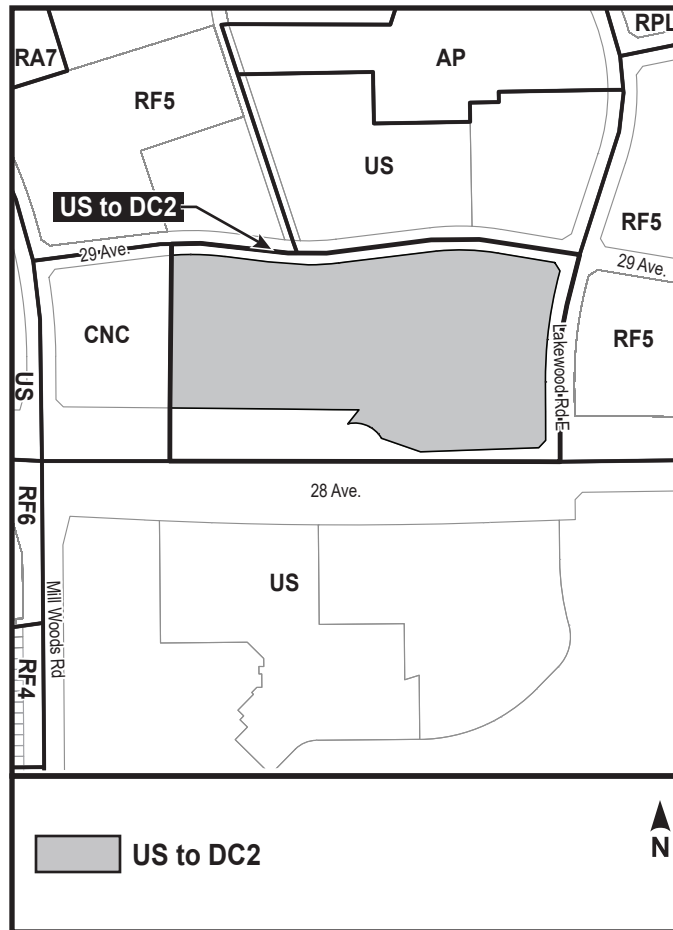 RPL
RA7
AP
RF5
US
US to DC2
RF5
29 Ave.
29 Ave.
CNC
Lakewood Rd E
RF5
US
28 Ave.
RF6
US
Mill Woods Rd
RF4
US to DC2
N